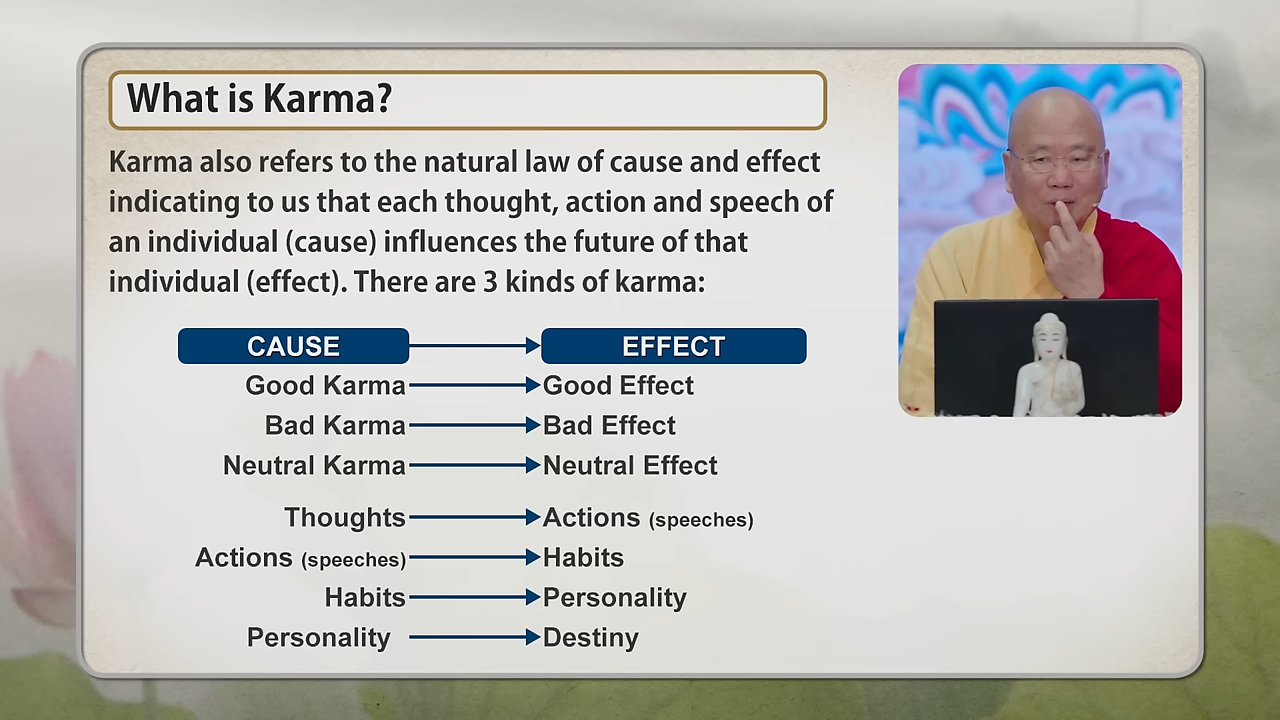 What is Karma?
Karma also refers to the natural law of cause and effect
indicating to us that each thought, action and speech of
an individual (cause) influences the future of that
individual (effect). There are 3 kinds of karma:
CAUSE EFFECT
Good Karma Good Effect
Bad Karma Bad Effect
Neutral Karma Neutral Effect
Thoughts Actions (speeches)
Actions (speeches) Habits
Habits Personality
Personality Destiny